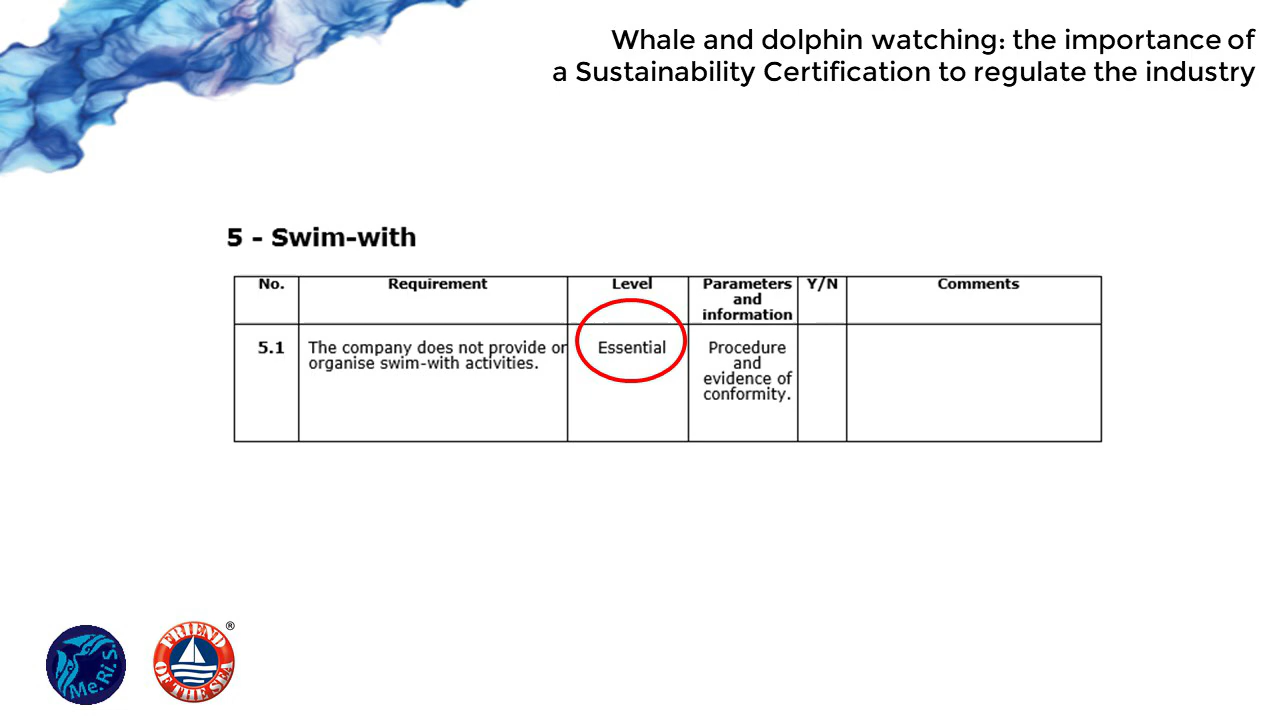 Whale and dolphin watching: the importance of
a Sustainability Certification to regulate the industry
5 - Swim-with
No. Requirement Level Parameters and information Y/N Comments
5.1 The company does not provide or organise swim-with activities. Essential Procedure and evidence of conformity.
Me.Ri.S.
FRIEND OF THE SEA ®